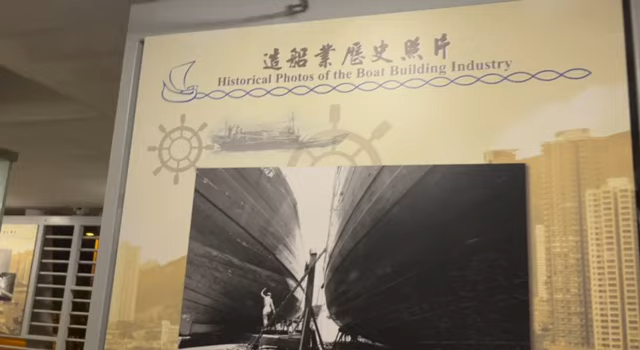 造船業歷史照片
Historical Photos of the Boat Building Industry